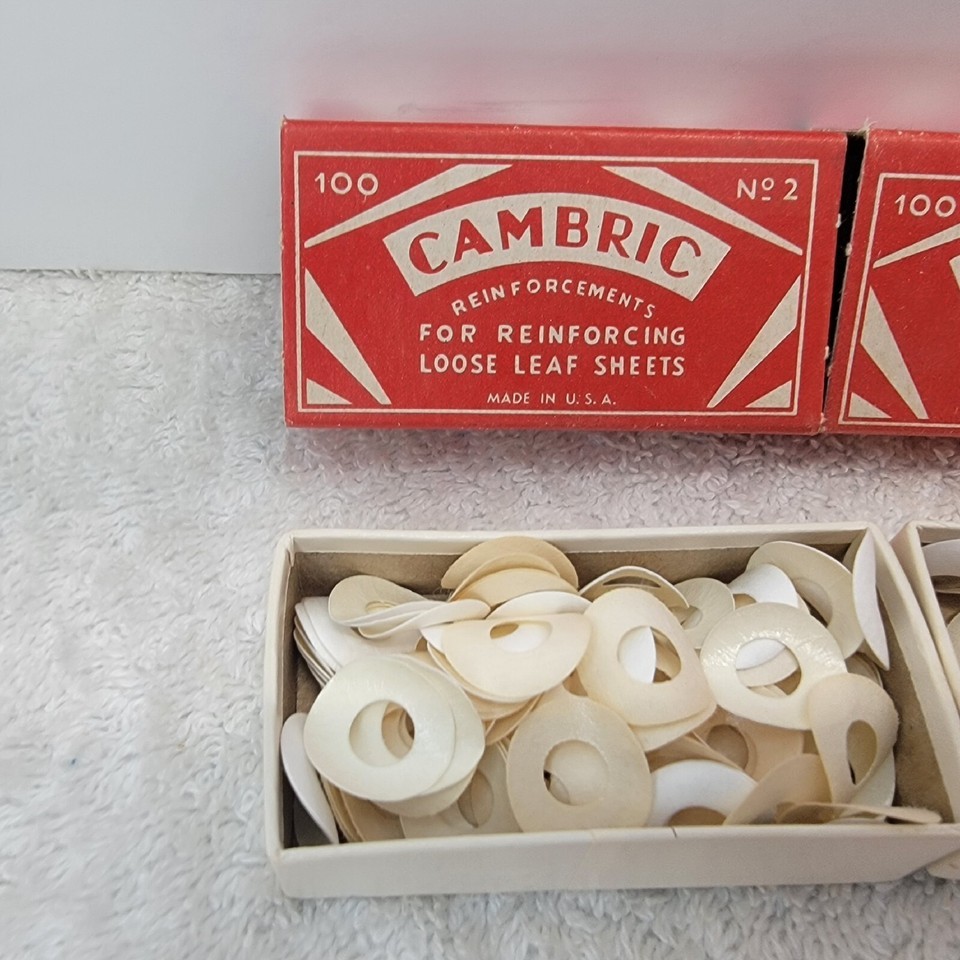 100
Nº 2
CAMBRIC
REINFORCEMENTS
FOR REINFORCING
LOOSE LEAF SHEETS
MADE IN U.S.A.
100